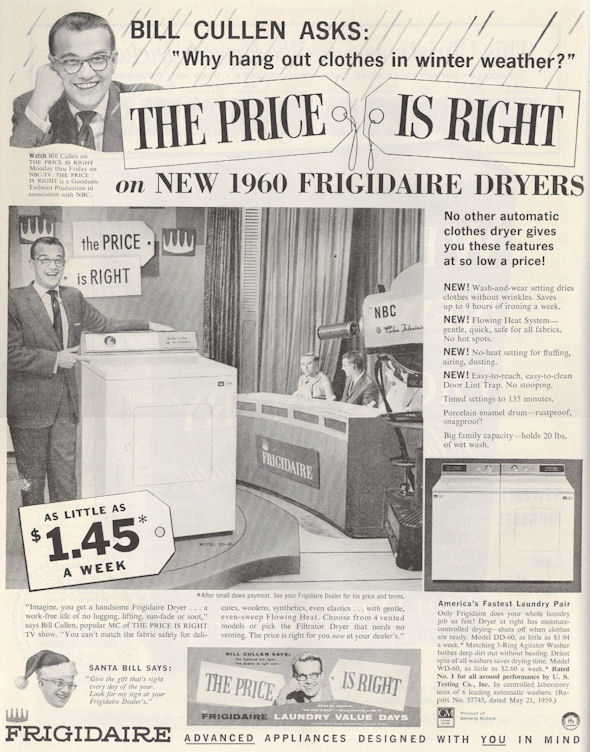 BILL CULLEN ASKS:
"Why hang out clothes in winter weather?"
THE PRICE IS RIGHT
Watch Bill Cullen on
THE PRICE IS RIGHT
Monday thru Friday on
NBC-TV. THE PRICE
IS RIGHT is a Goodson-
Todman Production in
association with NBC.
on NEW 1960 FRIGIDAIRE DRYERS
the PRICE
is RIGHT
NBC
FRIGIDAIRE
AS LITTLE AS
$1.45*
A WEEK
No other automatic
clothes dryer gives
you these features
at so low a price!
NEW! Wash-and-wear setting dries
clothes without wrinkles. Saves
up to 9 hours of ironing a week.
NEW! Flowing Heat System—
gentle, quick, safe for all fabrics.
No hot spots.
NEW! No-heat setting for fluffing,
airing, dusting.
NEW! Easy-to-reach, easy-to-clean
Door Lint Trap. No stooping.
Timed settings to 135 minutes.
Porcelain enamel drum—rustproof,
snagproof!
Big family capacity—holds 20 lbs.
of wet wash.
*After small down payment. See your Frigidaire Dealer for his price and terms.
"Imagine, you get a handsome Frigidaire Dryer . . . a
work-free life of no lugging, lifting, sun-fade or soot,"
says Bill Cullen, popular MC of THE PRICE IS RIGHT
TV show. "You can't match the fabric safety for deli-
cates, woolens, synthetics, even elastics . . . with gentle,
even-sweep Flowing Heat. Choose from 4 vented
models or pick the Filtrator Dryer that needs no
venting. The price is right for you now at your dealer's."
America's Fastest Laundry Pair
Only Frigidaire does your whole laundry
job so fast! Dryer at right has moisture-
controlled drying—shuts off when clothes
are ready. Model DD-60, as little as $1.94
a week.* Matching 3-Ring Agitator Washer
bathes deep dirt out without beating. Driest
spin of all washers saves drying time. Model
WD-60, as little as $2.60 a week.* Rated
No. 1 for all around performance by U. S.
Testing Co., Inc. In controlled laboratory
tests of 6 leading automatic washers. (Re-
port No. 57745, dated May 21, 1959.)
SANTA BILL SAYS:
"Give the gift that's right
every day of the year.
Look for my sign at your
Frigidaire Dealer's."
BILL CULLEN SAYS:
THE PRICE IS RIGHT
FRIGIDAIRE LAUNDRY VALUE DAYS
GM
Product of
General Motors
FRIGIDAIRE ADVANCED APPLIANCES DESIGNED WITH YOU IN MIND